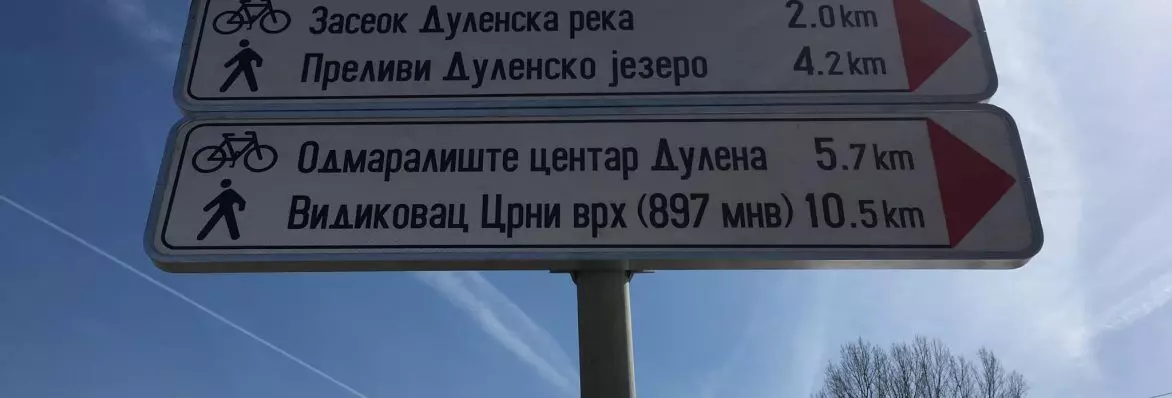 Засеок Дуленска река 2.0 km
Преливи Дуленско језеро 4.2 km
Одмаралиште центар Дулена 5.7 km
Видиковац Црни врх (897 мнв) 10.5 km